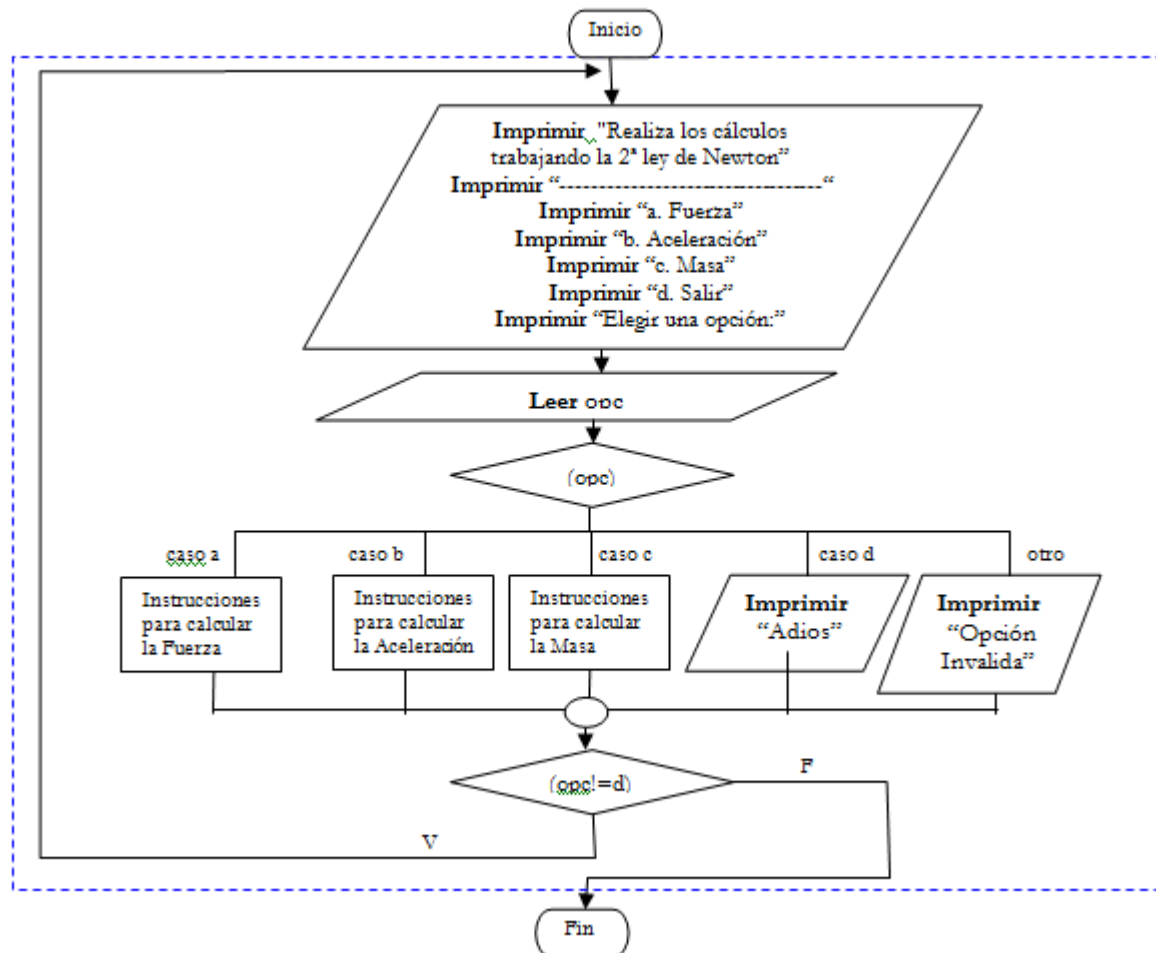 Inicio
Imprimir "Realiza los cálculos
trabajando la 2ª ley de Newton”
Imprimir “---------------------------------“
Imprimir “a. Fuerza”
Imprimir “b. Aceleración”
Imprimir “c. Masa”
Imprimir “d. Salir”
Imprimir “Elegir una opción:”
Leer opc
(opc)
caso a
caso b
caso c
caso d
otro
Instrucciones
para calcular
la Fuerza
Instrucciones
para calcular
la Aceleración
Instrucciones
para calcular
la Masa
Imprimir
“Adios”
Imprimir
“Opción
Invalida”
(opc!=d)
F
V
Fin